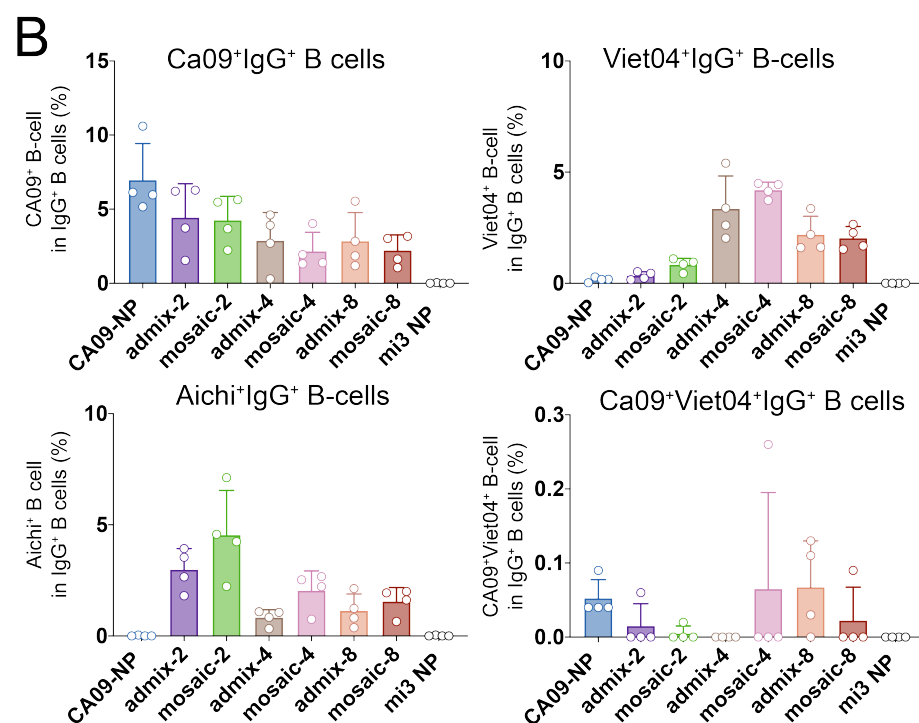 B
Ca09⁺IgG⁺ B cells
CA09⁺ B-cell
in IgG⁺ B cells (%)
15
10
5
0
CA09-NP
admix-2
mosaic-2
admix-4
mosaic-4
admix-8
mosaic-8
mi3 NP
Viet04⁺IgG⁺ B-cells
Viet04⁺ B-cell
in IgG⁺ B cells (%)
10
5
0
CA09-NP
admix-2
mosaic-2
admix-4
mosaic-4
admix-8
mosaic-8
mi3 NP
Aichi⁺IgG⁺ B-cells
Aichi⁺ B cell
in IgG⁺ B cells (%)
10
5
0
CA09-NP
admix-2
mosaic-2
admix-4
mosaic-4
admix-8
mosaic-8
mi3 NP
Ca09⁺Viet04⁺IgG⁺ B cells
CA09⁺Viet04⁺ B-cell
in IgG⁺ B cells (%)
0.3
0.2
0.1
0.0
CA09-NP
admix-2
mosaic-2
admix-4
mosaic-4
admix-8
mosaic-8
mi3 NP